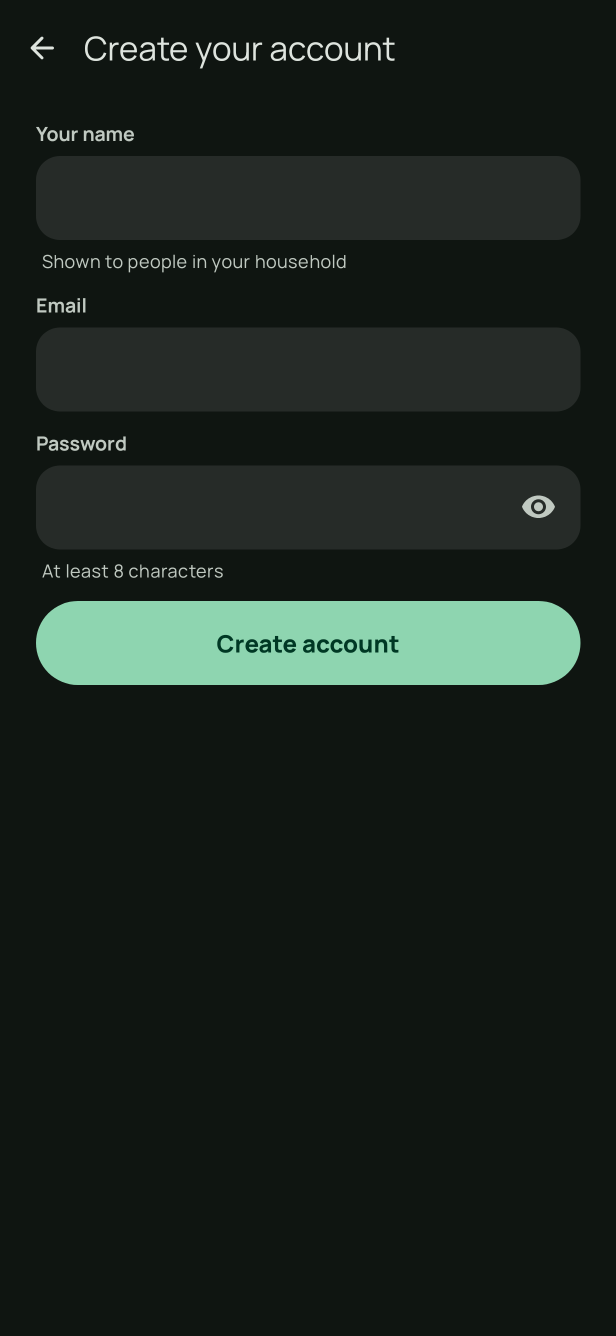 Create your account
Your name
Shown to people in your household
Email
Password
At least 8 characters
Create account